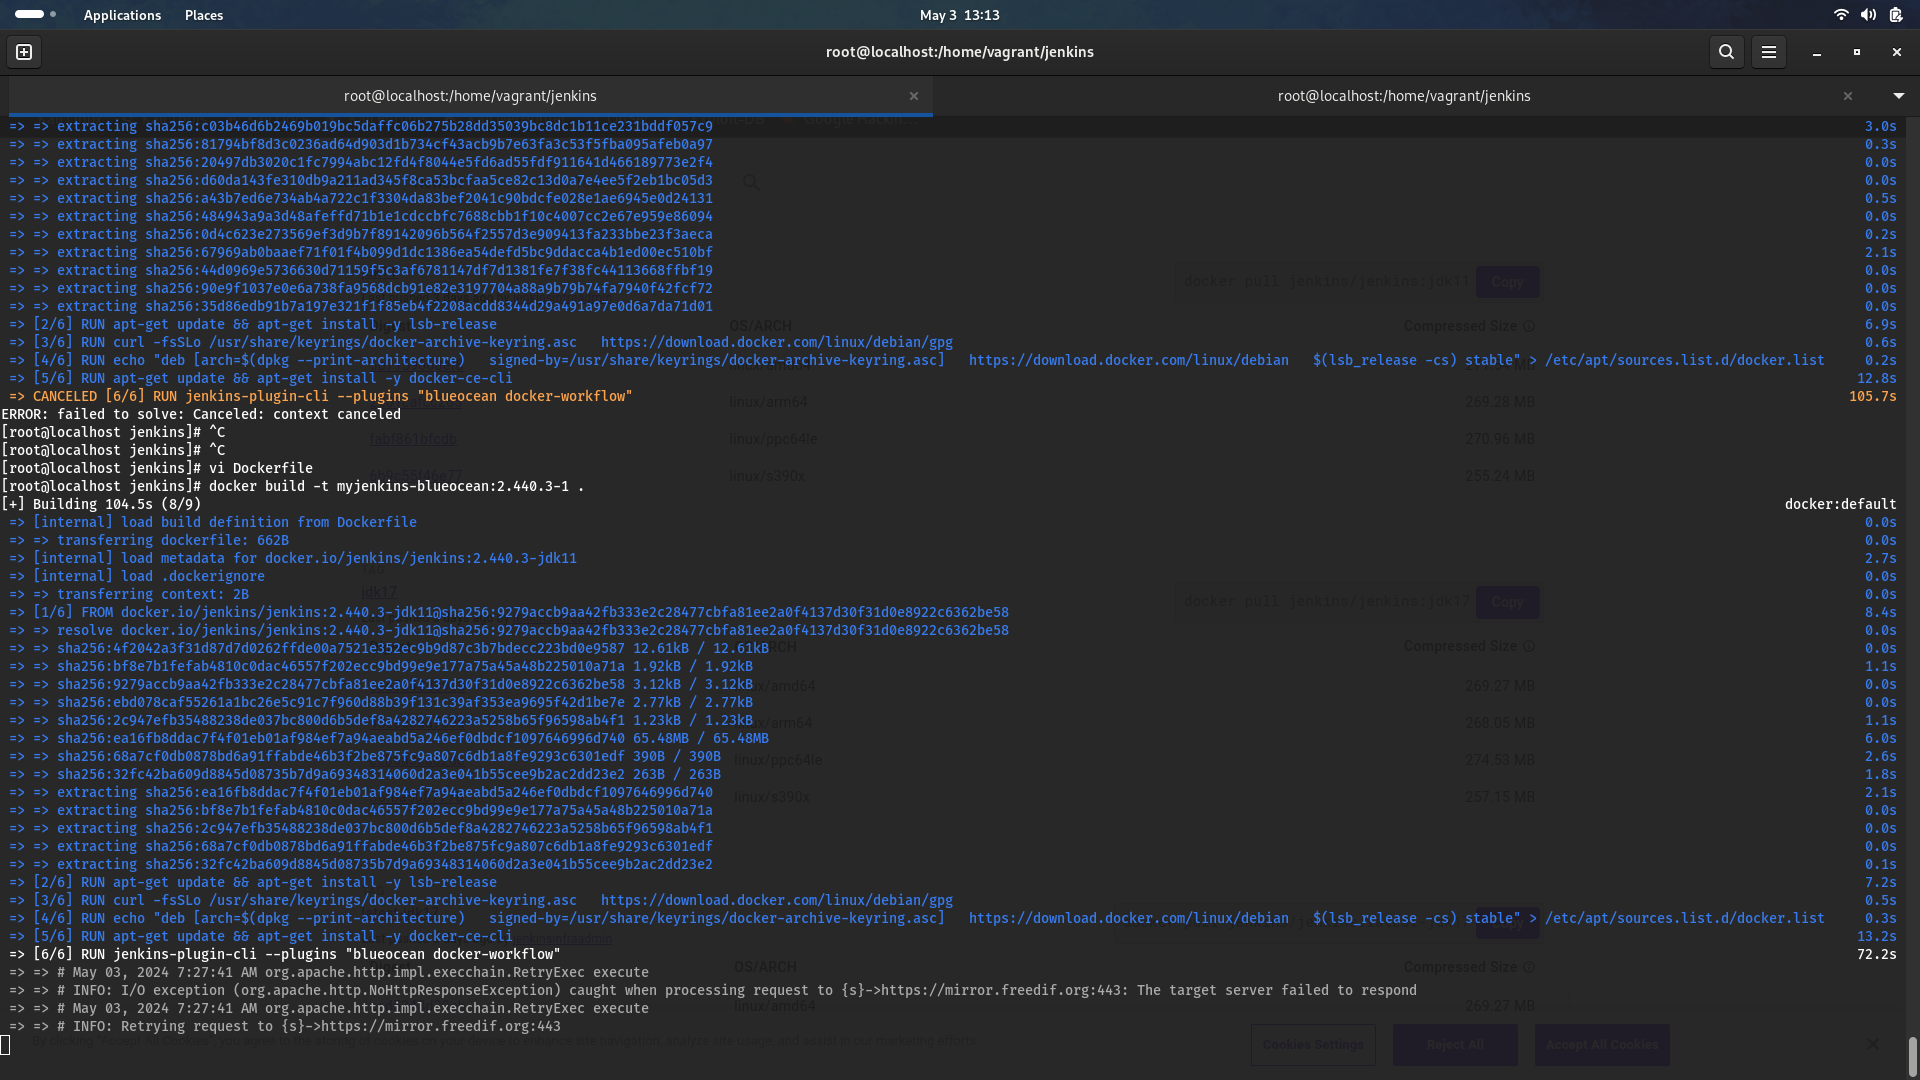 Applications Places May 3 13:13
root@localhost:/home/vagrant/jenkins
root@localhost:/home/vagrant/jenkins × root@localhost:/home/vagrant/jenkins ×
=> => extracting sha256:c03b46d6b2469b019bc5daffc06b275b28dd35039bc8dc1b11ce231bddf057c9 3.0s
=> => extracting sha256:81794bf8d3c0236ad64d903d1b734cf43acb9b7e63fa3c53f5fba095afeb0a97 0.3s
=> => extracting sha256:20497db3020c1fc7994abc12fd4f8044e5fd6ad55fdf911641d466189773e2f4 0.0s
=> => extracting sha256:d60da143fe310db9a211ad345f8ca53bcfaa5ce82c13d0a7e4ee5f2eb1bc05d3 0.0s
=> => extracting sha256:a43b7ed6e734ab4a722c1f3304da83bef2041c90bdcfe028e1ae6945e0d24131 0.5s
=> => extracting sha256:484943a9a3d48afeffd71b1e1cdccbfc7688cbb1f10c4007cc2e67e959e86094 0.0s
=> => extracting sha256:0d4c623e273569ef3d9b7f89142096b564f2557d3e909413fa233bbe23f3aeca 0.2s
=> => extracting sha256:67969ab0baaef71f01f4b099d1dc1386ea54defd5bc9ddacca4b1ed00ec510bf 2.1s
=> => extracting sha256:44d0969e5736630d71159f5c3af6781147df7d1381fe7f38fc44113668ffbf19 0.0s
=> => extracting sha256:90e9f1037e0e6a738fa9568dcb91e82e3197704a88a9b79b74fa7940f42fcf72 0.0s
=> => extracting sha256:35d86edb91b7a197e321f1f85eb4f2208acdd8344d29a491a97e0d6a7da71d01 0.0s
=> [2/6] RUN apt-get update && apt-get install -y lsb-release 6.9s
=> [3/6] RUN curl -fsSLo /usr/share/keyrings/docker-archive-keyring.asc https://download.docker.com/linux/debian/gpg 0.6s
=> [4/6] RUN echo "deb [arch=$(dpkg --print-architecture) signed-by=/usr/share/keyrings/docker-archive-keyring.asc] https://download.docker.com/linux/debian $(lsb_release -cs) stable" > /etc/apt/sources.list.d/docker.list 0.2s
=> [5/6] RUN apt-get update && apt-get install -y docker-ce-cli 12.8s
=> CANCELED [6/6] RUN jenkins-plugin-cli --plugins "blueocean docker-workflow" 105.7s
ERROR: failed to solve: Canceled: context canceled
[root@localhost jenkins]# ^C
[root@localhost jenkins]# ^C
[root@localhost jenkins]# vi Dockerfile
[root@localhost jenkins]# docker build -t myjenkins-blueocean:2.440.3-1 .
[+] Building 104.5s (8/9) docker:default
=> [internal] load build definition from Dockerfile 0.0s
=> => transferring dockerfile: 662B 0.0s
=> [internal] load metadata for docker.io/jenkins/jenkins:2.440.3-jdk11 2.7s
=> [internal] load .dockerignore 0.0s
=> => transferring context: 2B 0.0s
=> [1/6] FROM docker.io/jenkins/jenkins:2.440.3-jdk11@sha256:9279accb9aa42fb333e2c28477cbfa81ee2a0f4137d30f31d0e8922c6362be58 8.4s
=> => resolve docker.io/jenkins/jenkins:2.440.3-jdk11@sha256:9279accb9aa42fb333e2c28477cbfa81ee2a0f4137d30f31d0e8922c6362be58 0.0s
=> => sha256:4f2042a3f31d87d7d0262ffde00a7521e352ec9b9d87c3b7bdecc223bd0e9587 12.61kB / 12.61kB 0.0s
=> => sha256:bf8e7b1fefab4810c0dac46557f202ecc9bd99e9e177a75a45a48b225010a71a 1.92kB / 1.92kB 1.1s
=> => sha256:9279accb9aa42fb333e2c28477cbfa81ee2a0f4137d30f31d0e8922c6362be58 3.12kB / 3.12kB 0.0s
=> => sha256:ebd078caf55261a1bc26e5c91c7f960d88b39f131c39af353ea9695f42d1be7e 2.77kB / 2.77kB 0.0s
=> => sha256:2c947efb35488238de037bc800d6b5def8a4282746223a5258b65f96598ab4f1 1.23kB / 1.23kB 1.1s
=> => sha256:ea16fb8ddac7f4f01eb01af984ef7a94aeabd5a246ef0dbdcf1097646996d740 65.48MB / 65.48MB 6.0s
=> => sha256:68a7cf0db0878bd6a91ffabde46b3f2be875fc9a807c6db1a8fe9293c6301edf 390B / 390B 2.6s
=> => sha256:32fc42ba609d8845d08735b7d9a69348314060d2a3e041b55cee9b2ac2dd23e2 263B / 263B 1.8s
=> => extracting sha256:ea16fb8ddac7f4f01eb01af984ef7a94aeabd5a246ef0dbdcf1097646996d740 2.1s
=> => extracting sha256:bf8e7b1fefab4810c0dac46557f202ecc9bd99e9e177a75a45a48b225010a71a 0.0s
=> => extracting sha256:2c947efb35488238de037bc800d6b5def8a4282746223a5258b65f96598ab4f1 0.0s
=> => extracting sha256:68a7cf0db0878bd6a91ffabde46b3f2be875fc9a807c6db1a8fe9293c6301edf 0.0s
=> => extracting sha256:32fc42ba609d8845d08735b7d9a69348314060d2a3e041b55cee9b2ac2dd23e2 0.1s
=> [2/6] RUN apt-get update && apt-get install -y lsb-release 7.2s
=> [3/6] RUN curl -fsSLo /usr/share/keyrings/docker-archive-keyring.asc https://download.docker.com/linux/debian/gpg 0.5s
=> [4/6] RUN echo "deb [arch=$(dpkg --print-architecture) signed-by=/usr/share/keyrings/docker-archive-keyring.asc] https://download.docker.com/linux/debian $(lsb_release -cs) stable" > /etc/apt/sources.list.d/docker.list 0.3s
=> [5/6] RUN apt-get update && apt-get install -y docker-ce-cli 13.2s
=> [6/6] RUN jenkins-plugin-cli --plugins "blueocean docker-workflow" 72.2s
=> => # May 03, 2024 7:27:41 AM org.apache.http.impl.execchain.RetryExec execute
=> => # INFO: I/O exception (org.apache.http.NoHttpResponseException) caught when processing request to {s}->https://mirror.freedif.org:443: The target server failed to respond
=> => # May 03, 2024 7:27:41 AM org.apache.http.impl.execchain.RetryExec execute
=> => # INFO: Retrying request to {s}->https://mirror.freedif.org:443